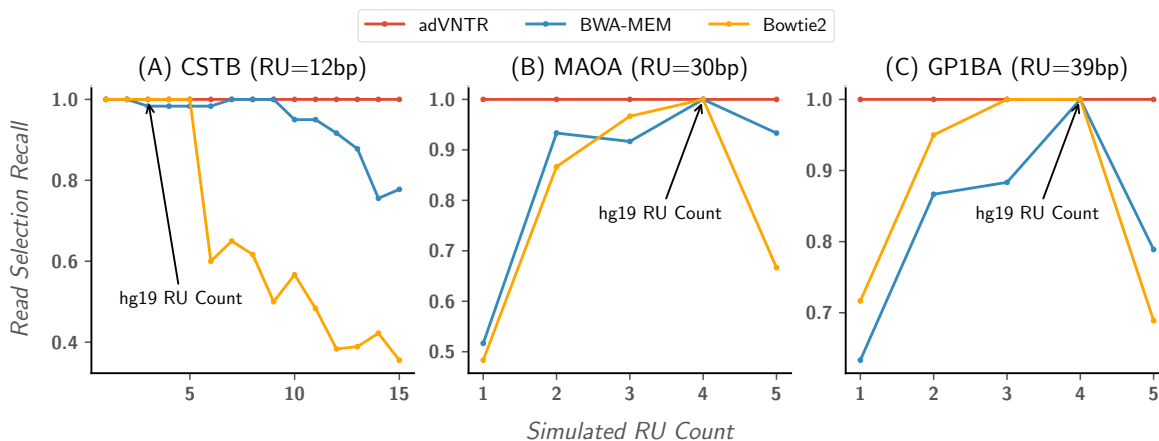 adVNTR BWA-MEM Bowtie2
(A) CSTB (RU=12bp)
(B) MAOA (RU=30bp)
(C) GP1BA (RU=39bp)
Read Selection Recall
1.0
0.8
0.6
0.4
hg19 RU Count
5 10 15
1.0
0.9
0.8
0.7
0.6
0.5
hg19 RU Count
1 2 3 4 5
1.0
0.9
0.8
0.7
hg19 RU Count
1 2 3 4 5
Simulated RU Count